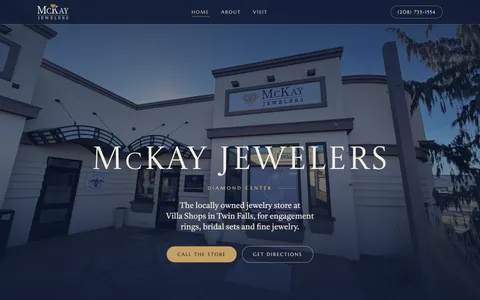 McKAY
JEWELERS
HOME
ABOUT
VISIT
(208) 733-1554
McKAY
JEWELERS
McKAY JEWELERS
DIAMOND CENTER
The locally owned jewelry store at
Villa Shops in Twin Falls, for engagement
rings, bridal sets and fine jewelry.
CALL THE STORE
GET DIRECTIONS